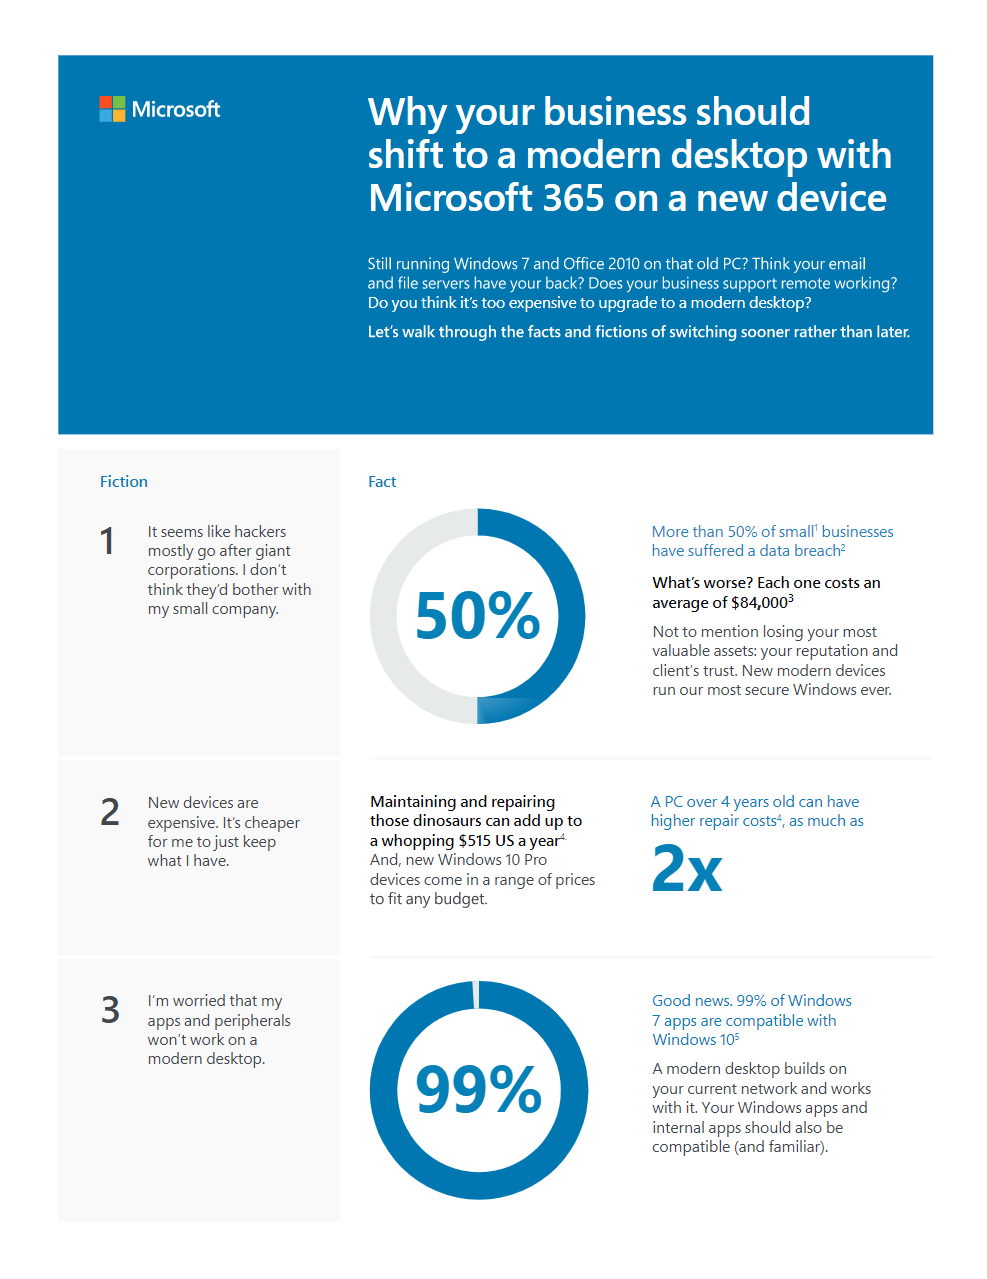 Microsoft
Why your business should
shift to a modern desktop with
Microsoft 365 on a new device
Still running Windows 7 and Office 2010 on that old PC? Think your email
and file servers have your back? Does your business support remote working?
Do you think it's too expensive to upgrade to a modern desktop?
Let's walk through the facts and fictions of switching sooner rather than later.
Fiction
Fact
1
It seems like hackers
mostly go after giant
corporations. I don't
think they'd bother with
my small company.
50%
More than 50% of small¹ businesses
have suffered a data breach²
What's worse? Each one costs an
average of $84,000³
Not to mention losing your most
valuable assets: your reputation and
client's trust. New modern devices
run our most secure Windows ever.
2
New devices are
expensive. It's cheaper
for me to just keep
what I have.
Maintaining and repairing
those dinosaurs can add up to
a whopping $515 US a year⁴.
And, new Windows 10 Pro
devices come in a range of prices
to fit any budget.
A PC over 4 years old can have
higher repair costs⁴, as much as
2x
3
I'm worried that my
apps and peripherals
won't work on a
modern desktop.
99%
Good news. 99% of Windows
7 apps are compatible with
Windows 10⁵
A modern desktop builds on
your current network and works
with it. Your Windows apps and
internal apps should also be
compatible (and familiar).